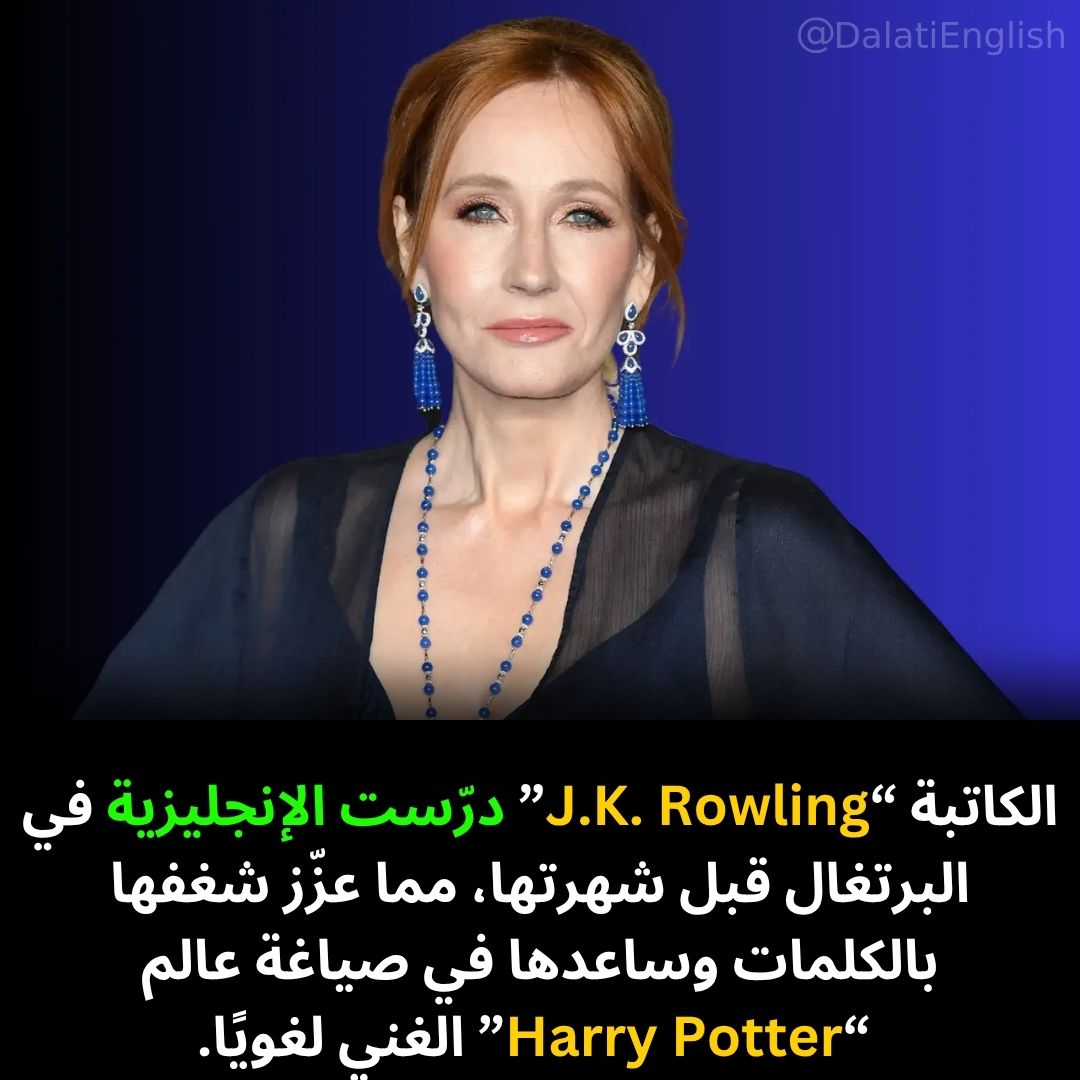 @DalatiEnglish
الكاتبة “J.K. Rowling” درّست الإنجليزية في
البرتغال قبل شهرتها، مما عزّز شغفها
بالكلمات وساعدها في صياغة عالم
“Harry Potter” الغني لغويًا.